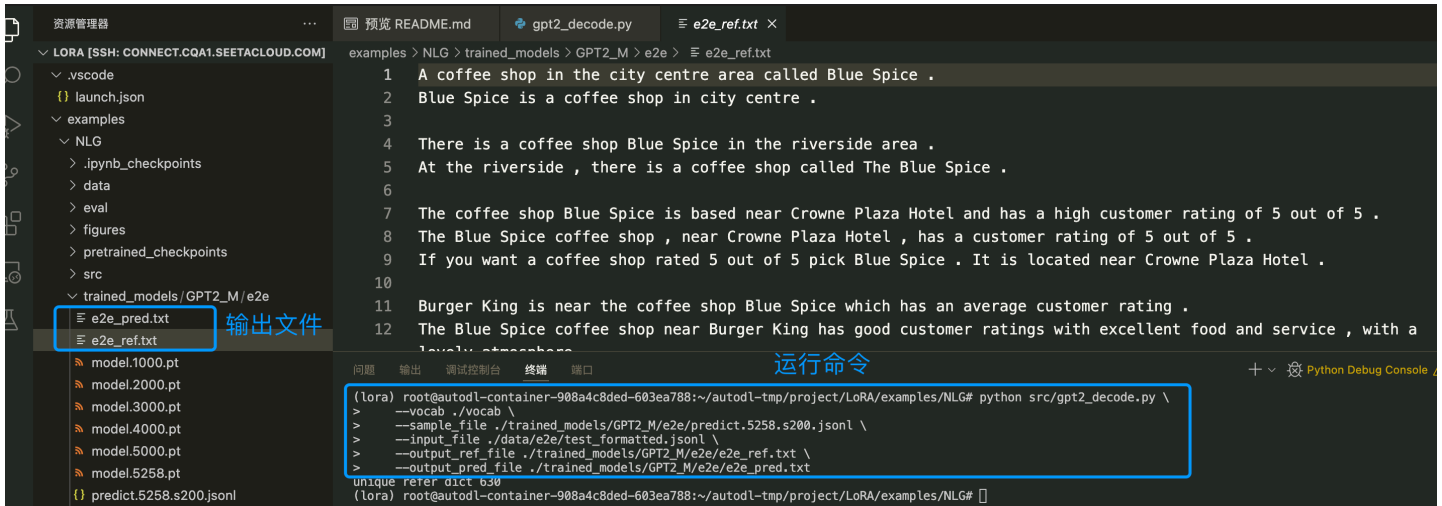 资源管理器 ···
预览 README.md
gpt2_decode.py
e2e_ref.txt ×
LORA [SSH: CONNECT.CQA1.SEETACLOUD.COM]
.vscode
{} launch.json
examples
NLG
.ipynb_checkpoints
data
eval
figures
pretrained_checkpoints
src
trained_models/GPT2_M/e2e
e2e_pred.txt
e2e_ref.txt
输出文件
model.1000.pt
model.2000.pt
model.3000.pt
model.4000.pt
model.5000.pt
model.5258.pt
{} predict.5258.s200.jsonl
examples > NLG > trained_models > GPT2_M > e2e > e2e_ref.txt
1 A coffee shop in the city centre area called Blue Spice .
2 Blue Spice is a coffee shop in city centre .
3
4 There is a coffee shop Blue Spice in the riverside area .
5 At the riverside , there is a coffee shop called The Blue Spice .
6
7 The coffee shop Blue Spice is based near Crowne Plaza Hotel and has a high customer rating of 5 out of 5 .
8 The Blue Spice coffee shop , near Crowne Plaza Hotel , has a customer rating of 5 out of 5 .
9 If you want a coffee shop rated 5 out of 5 pick Blue Spice . It is located near Crowne Plaza Hotel .
10
11 Burger King is near the coffee shop Blue Spice which has an average customer rating .
12 The Blue Spice coffee shop near Burger King has good customer ratings with excellent food and service , with a
lovely atmosphere
运行命令
问题 输出 调试控制台 终端 端口
Python Debug Console
(lora) root@autodl-container-908a4c8ded-603ea788:~/autodl-tmp/project/LoRA/examples/NLG# python src/gpt2_decode.py \
> --vocab ./vocab \
> --sample_file ./trained_models/GPT2_M/e2e/predict.5258.s200.jsonl \
> --input_file ./data/e2e/test_formatted.jsonl \
> --output_ref_file ./trained_models/GPT2_M/e2e/e2e_ref.txt \
> --output_pred_file ./trained_models/GPT2_M/e2e/e2e_pred.txt
unique refer dict 630
(lora) root@autodl-container-908a4c8ded-603ea788:~/autodl-tmp/project/LoRA/examples/NLG#